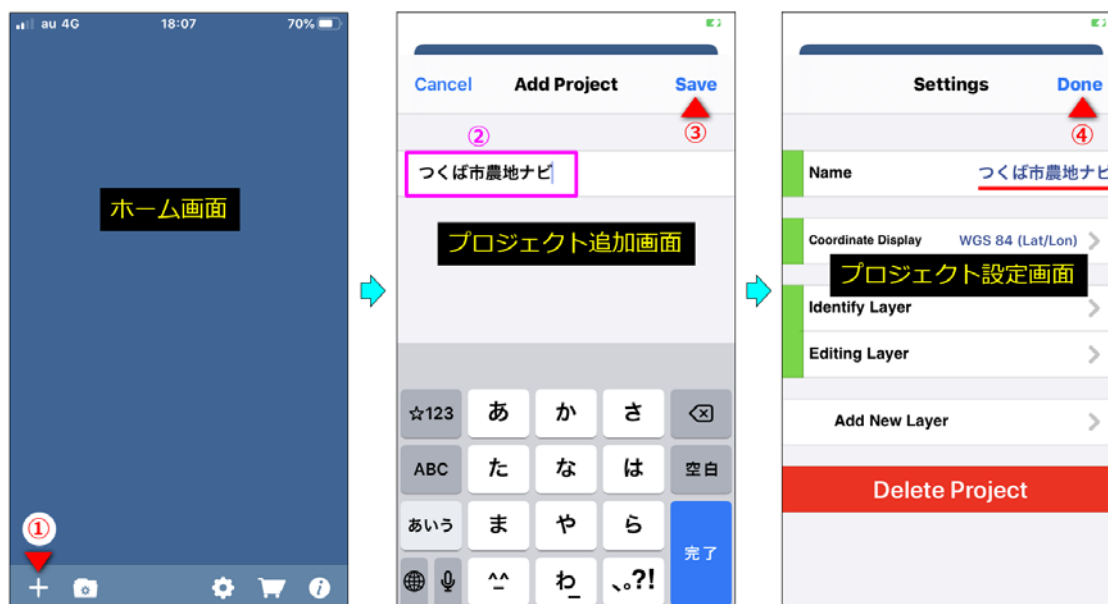 au 4G 18:07 70%
ホーム画面
①
Cancel Add Project Save
③
②
つくば市農地ナビ
プロジェクト追加画面
☆123 あ か さ
ABC た な は 空白
あいう ま や ら
完了
^^ わ_ 、。?!
Settings Done
④
Name つくば市農地ナビ
Coordinate Display WGS 84 (Lat/Lon)
プロジェクト設定画面
Identify Layer
Editing Layer
Add New Layer
Delete Project